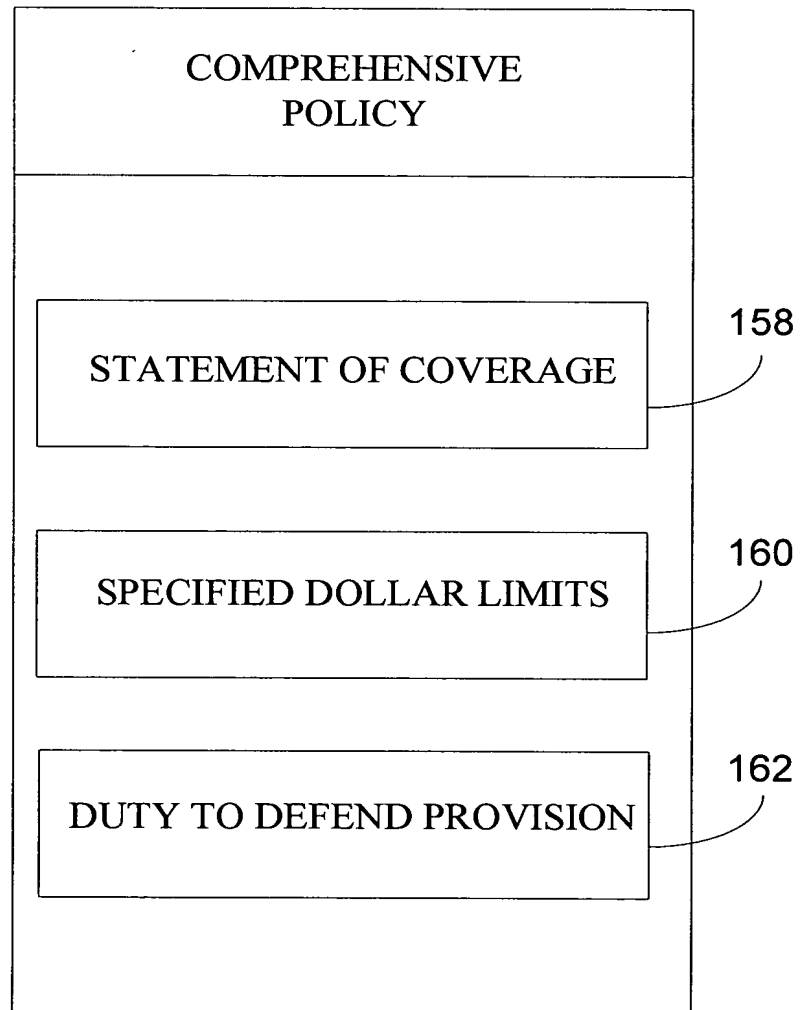 COMPREHENSIVE
POLICY
158
STATEMENT OF COVERAGE
160
SPECIFIED DOLLAR LIMITS
162
DUTY TO DEFEND PROVISION